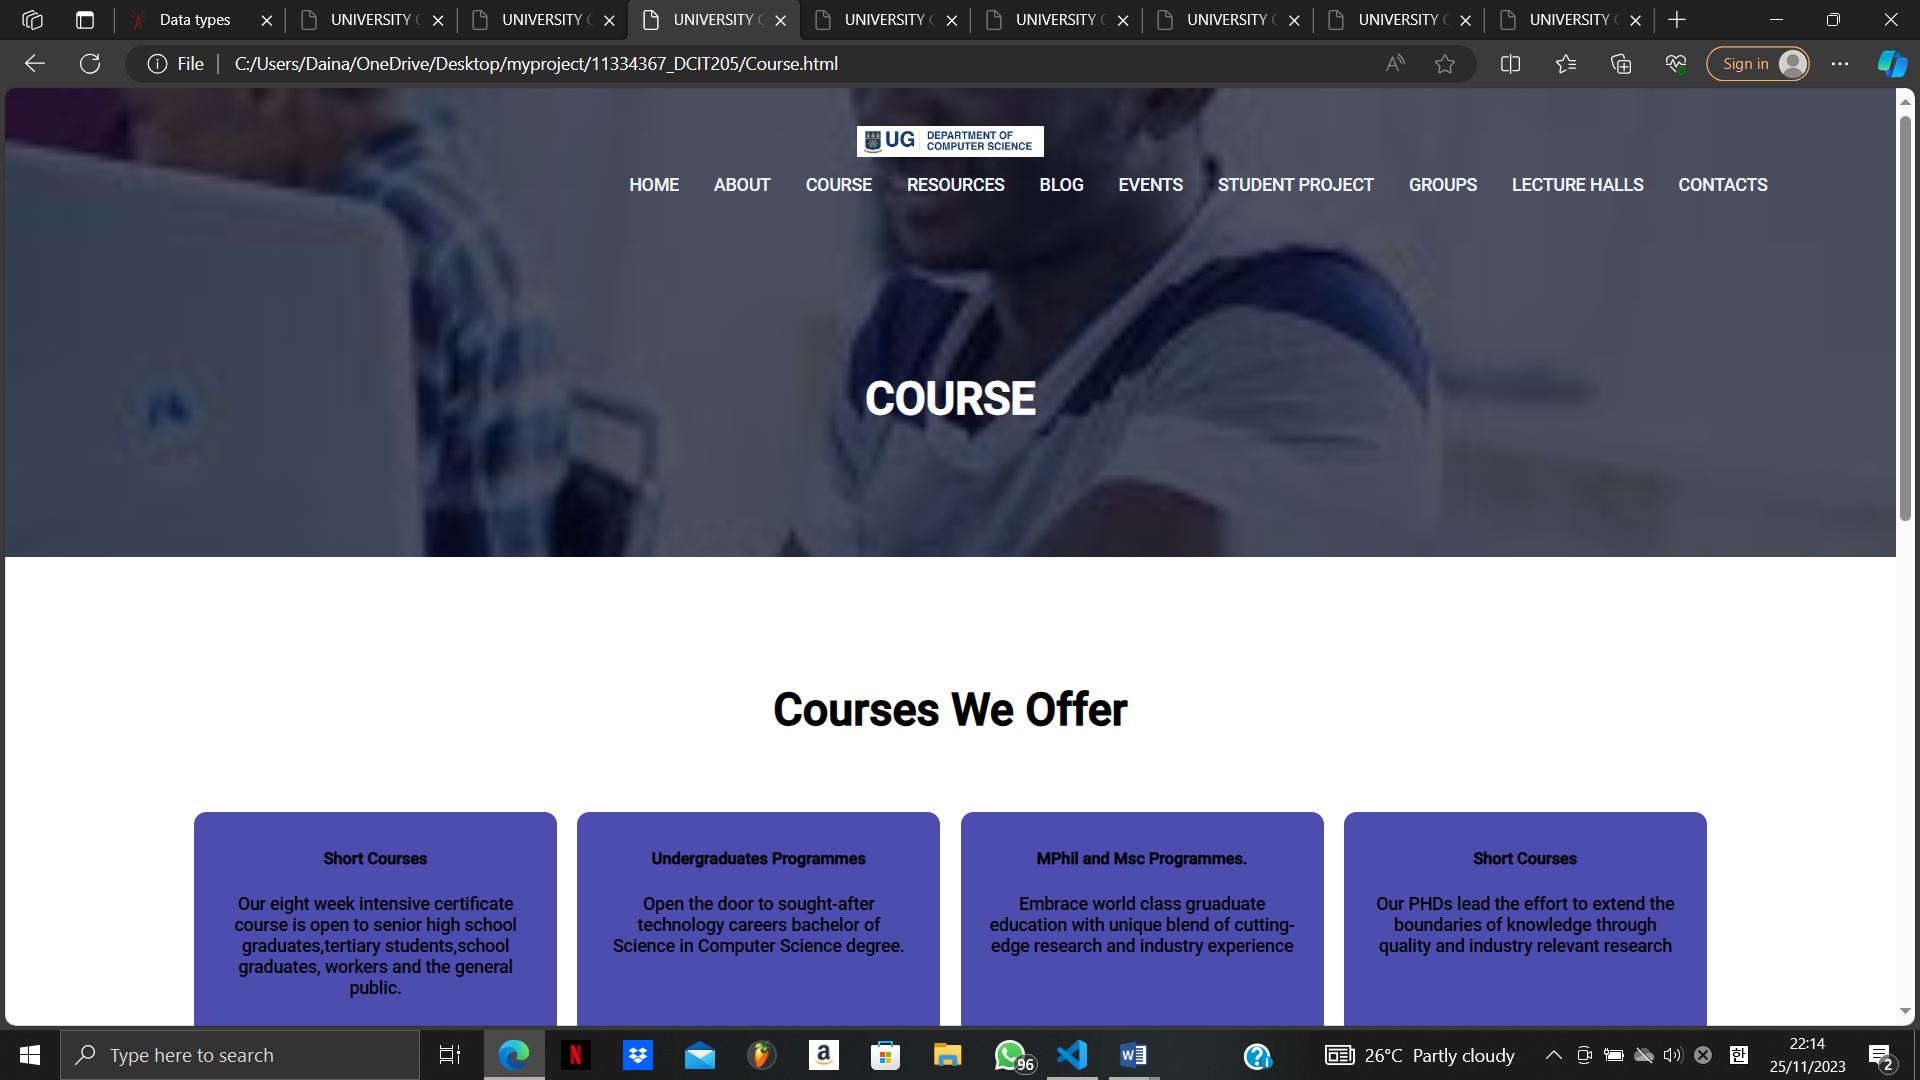 Data types
UNIVERSITY
UNIVERSITY
UNIVERSITY
UNIVERSITY
UNIVERSITY
UNIVERSITY
UNIVERSITY
UNIVERSITY
File
C:/Users/Daina/OneDrive/Desktop/myproject/11334367_DCIT205/Course.html
Sign in
UG DEPARTMENT OF
COMPUTER SCIENCE
HOME ABOUT COURSE RESOURCES BLOG EVENTS STUDENT PROJECT GROUPS LECTURE HALLS CONTACTS
COURSE
Courses We Offer
Short Courses
Our eight week intensive certificate
course is open to senior high school
graduates,tertiary students,school
graduates, workers and the general
public.
Undergraduates Programmes
Open the door to sought-after
technology careers bachelor of
Science in Computer Science degree.
MPhil and Msc Programmes.
Embrace world class gruaduate
education with unique blend of cutting-
edge research and industry experience
Short Courses
Our PHDs lead the effort to extend the
boundaries of knowledge through
quality and industry relevant research
Type here to search
96
26°C Partly cloudy
한
22:14
25/11/2023
2